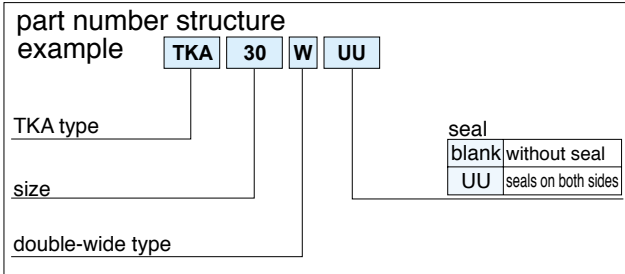 part number structure
example TKA 30 W UU
TKA type
seal
blank without seal
UU seals on both sides
size
double-wide type